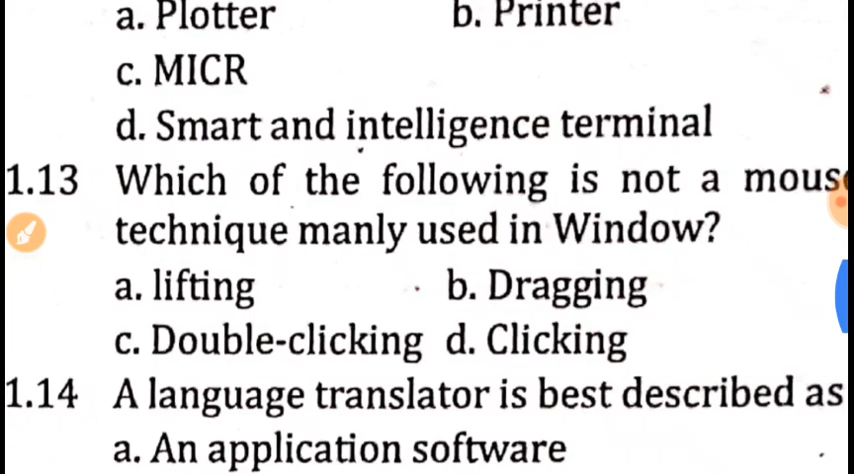 a. Plotter b. Printer
c. MICR
d. Smart and intelligence terminal
1.13 Which of the following is not a mouse
technique manly used in Window?
a. lifting b. Dragging
c. Double-clicking d. Clicking
1.14 A language translator is best described as
a. An application software